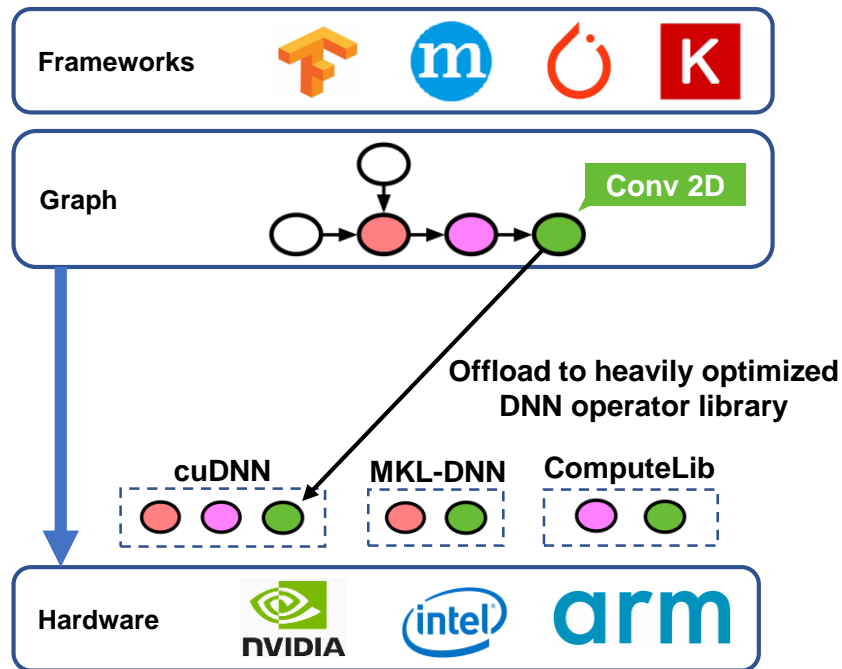 Frameworks
m
K
Graph
Conv 2D
Offload to heavily optimized
DNN operator library
cuDNN
MKL-DNN
ComputeLib
Hardware
NVIDIA
intel
arm